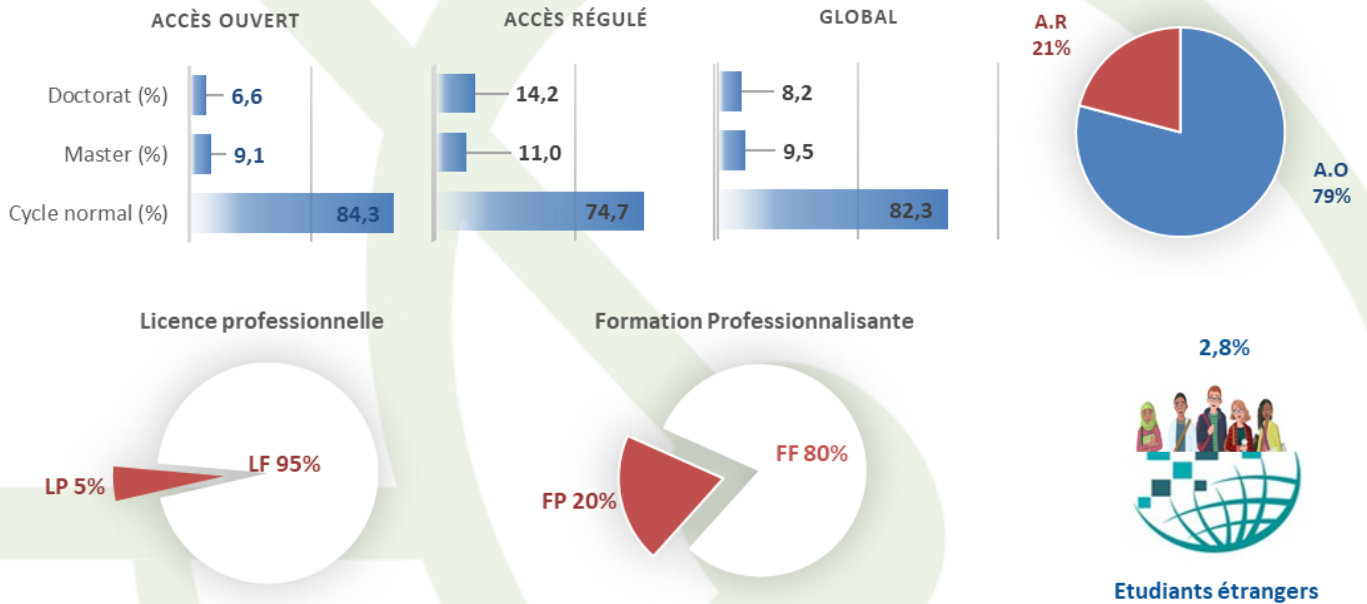 ACCÈS OUVERT
Doctorat (%)
6,6
Master (%)
9,1
Cycle normal (%)
84,3
ACCÈS RÉGULÉ
14,2
11,0
74,7
GLOBAL
8,2
9,5
82,3
A.R
21%
A.O
79%
Licence professionnelle
LF 95%
LP 5%
Formation Professionnalisante
FF 80%
FP 20%
2,8%
Etudiants étrangers